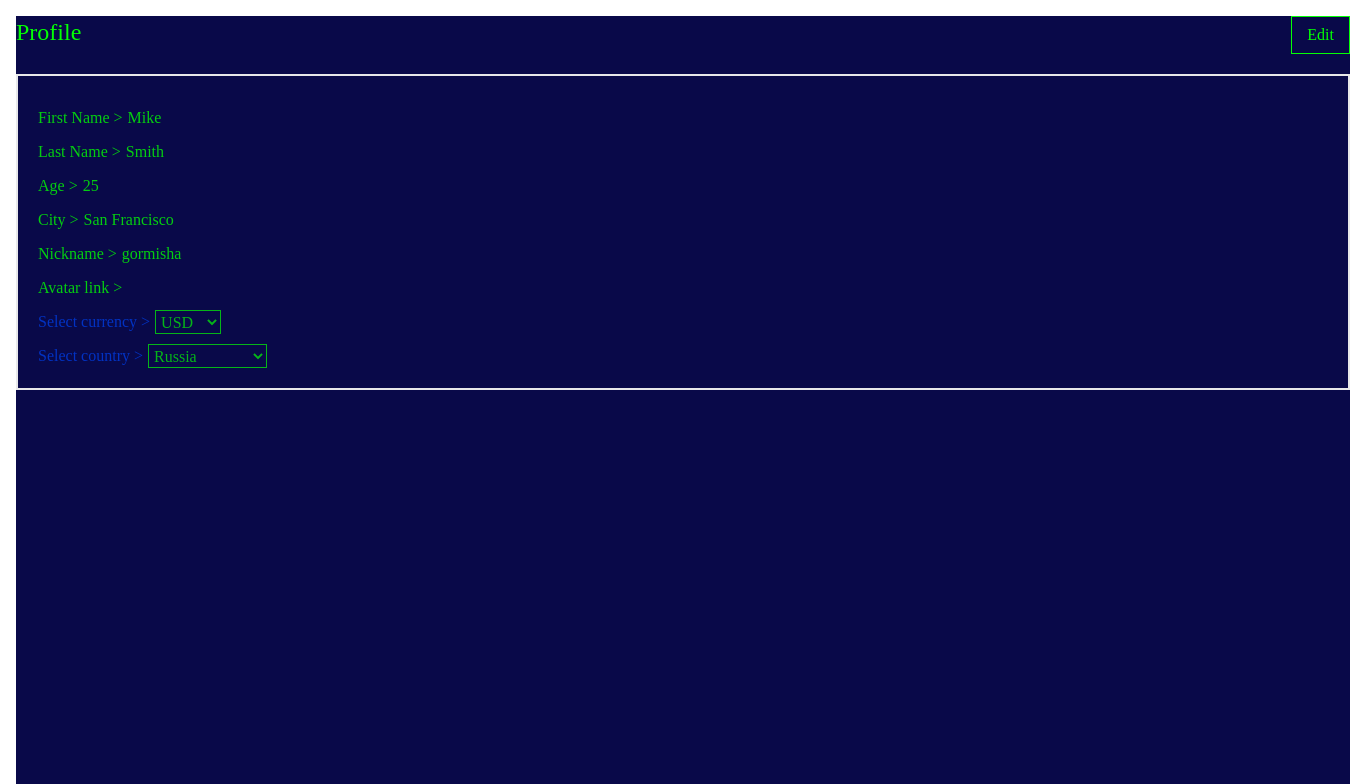 Profile
Edit
First Name > Mike
Last Name > Smith
Age > 25
City > San Francisco
Nickname > gormisha
Avatar link >
Select currency > USD
Select country > Russia